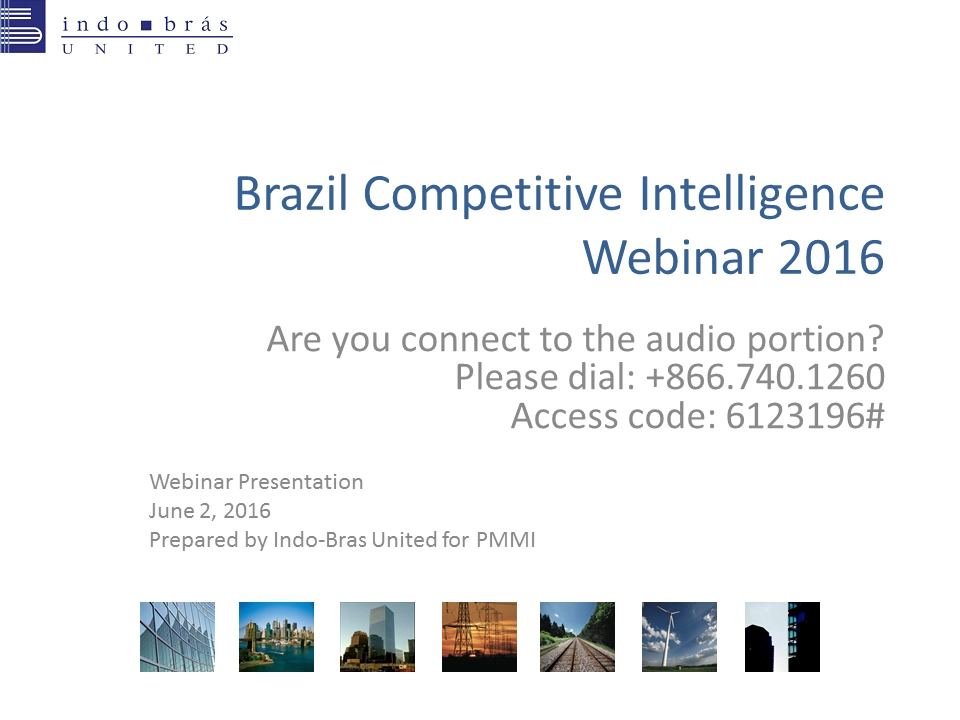 indo■brás
UNITED
Brazil Competitive Intelligence
Webinar 2016
Are you connect to the audio portion?
Please dial: +866.740.1260
Access code: 6123196#
Webinar Presentation
June 2, 2016
Prepared by Indo-Bras United for PMMI